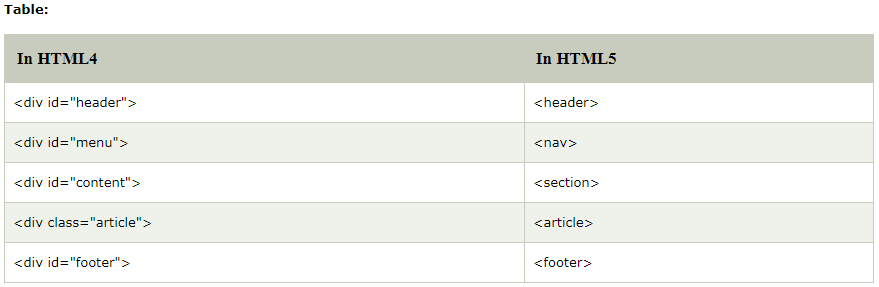 Table:
In HTML4 In HTML5
<div id="header"> <header>
<div id="menu"> <nav>
<div id="content"> <section>
<div class="article"> <article>
<div id="footer"> <footer>